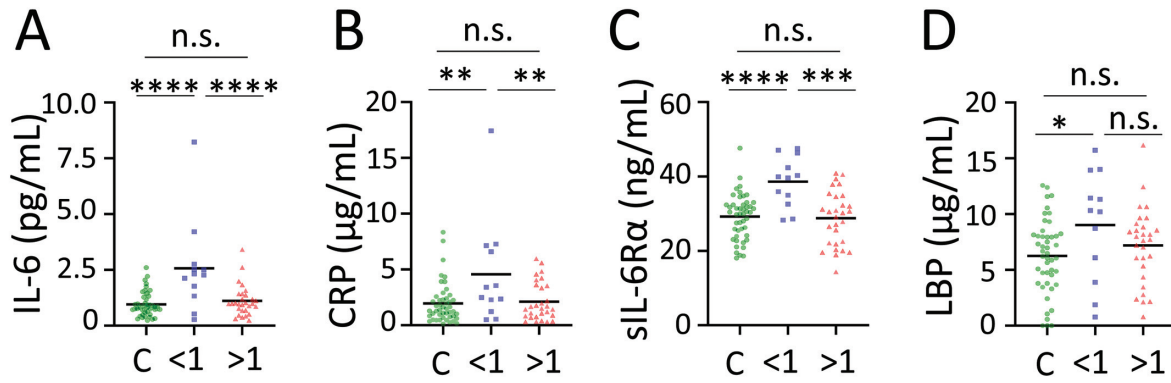 A
n.s.
**** ****
IL-6 (pg/mL)
10.0
7.5
5.0
2.5
0
C <1 >1
B
n.s.
** **
CRP (µg/mL)
20
15
10
5
0
C <1 >1
C
n.s.
**** ***
sIL-6Rα (ng/mL)
60
40
20
0
C <1 >1
D
n.s.
* n.s.
LBP (µg/mL)
20
15
10
5
0
C <1 >1